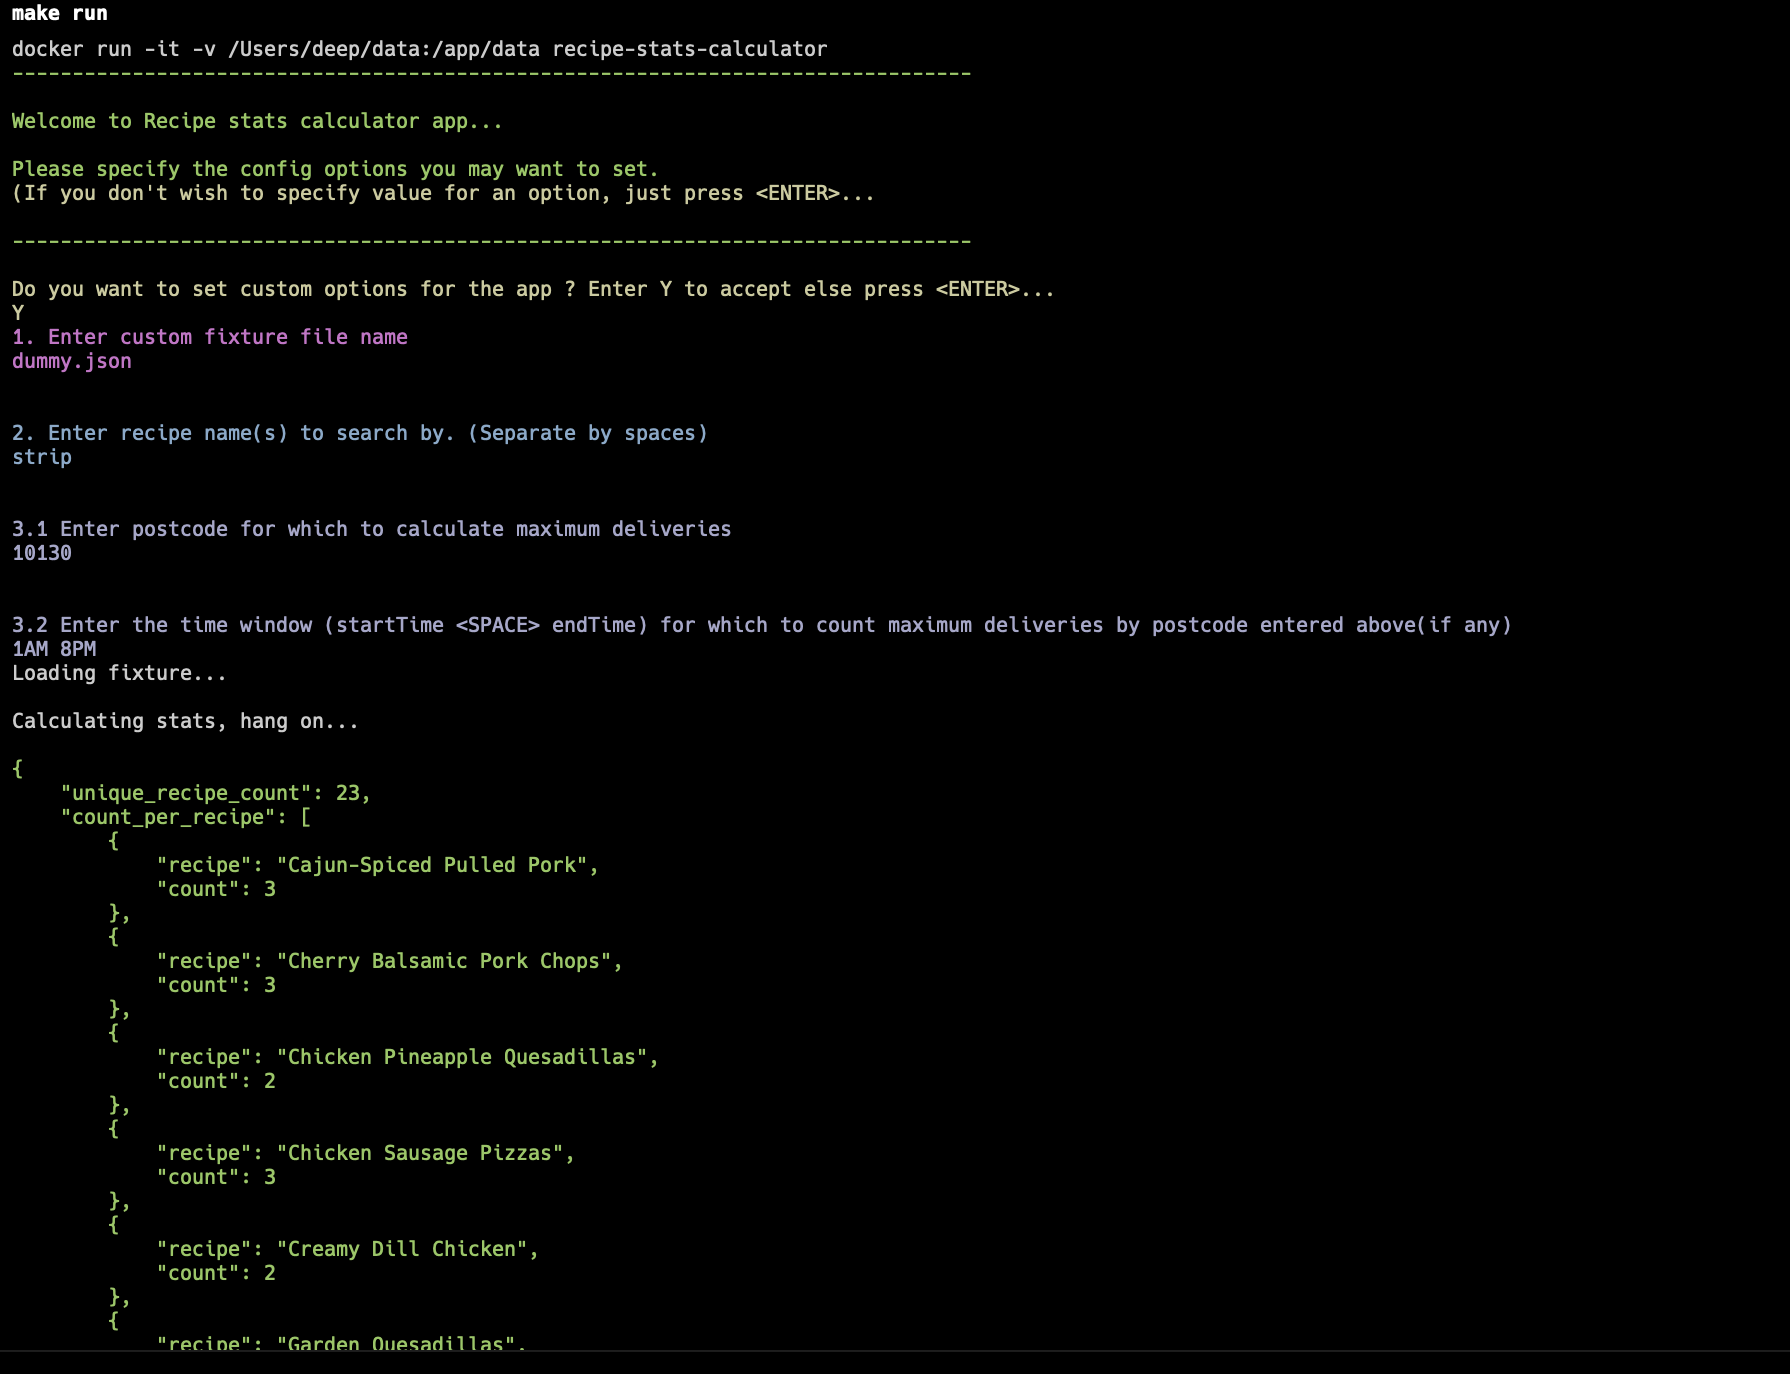 make run
docker run -it -v /Users/deep/data:/app/data recipe-stats-calculator
--------------------------------------------------------------------------------
Welcome to Recipe stats calculator app...
Please specify the config options you may want to set.
(If you don't wish to specify value for an option, just press <ENTER>...
--------------------------------------------------------------------------------
Do you want to set custom options for the app ? Enter Y to accept else press <ENTER>...
Y
1. Enter custom fixture file name
dummy.json
2. Enter recipe name(s) to search by. (Separate by spaces)
strip
3.1 Enter postcode for which to calculate maximum deliveries
10130
3.2 Enter the time window (startTime <SPACE> endTime) for which to count maximum deliveries by postcode entered above(if any)
1AM 8PM
Loading fixture...
Calculating stats, hang on...
{
    "unique_recipe_count": 23,
    "count_per_recipe": [
        {
            "recipe": "Cajun-Spiced Pulled Pork",
            "count": 3
        },
        {
            "recipe": "Cherry Balsamic Pork Chops",
            "count": 3
        },
        {
            "recipe": "Chicken Pineapple Quesadillas",
            "count": 2
        },
        {
            "recipe": "Chicken Sausage Pizzas",
            "count": 3
        },
        {
            "recipe": "Creamy Dill Chicken",
            "count": 2
        },
        {
            "recipe": "Garden Quesadillas",